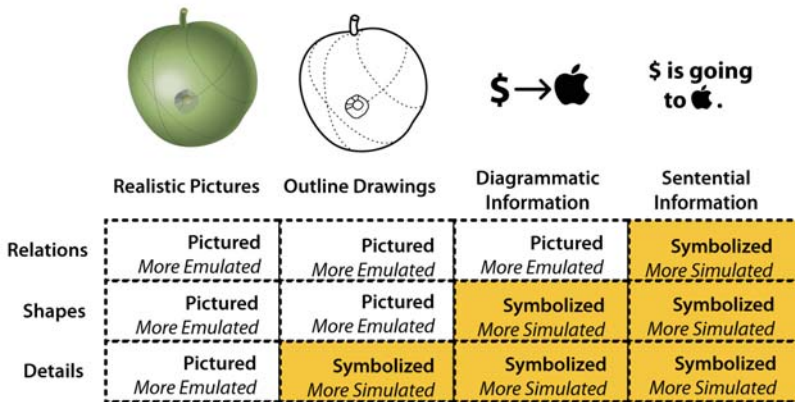 $ → 
$ is going
to .
Realistic Pictures
Outline Drawings
Diagrammatic
Information
Sentential
Information
Relations
Pictured
More Emulated
Pictured
More Emulated
Pictured
More Emulated
Symbolized
More Simulated
Shapes
Pictured
More Emulated
Pictured
More Emulated
Symbolized
More Simulated
Symbolized
More Simulated
Details
Pictured
More Emulated
Symbolized
More Simulated
Symbolized
More Simulated
Symbolized
More Simulated